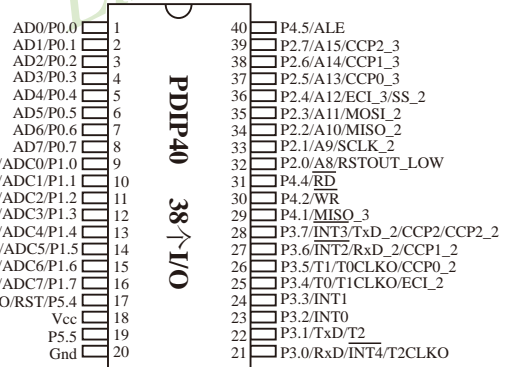 AD0/P0.0 1 40 P4.5/ALE
AD1/P0.1 2 39 P2.7/A15/CCP2_3
AD2/P0.2 3 38 P2.6/A14/CCP1_3
AD3/P0.3 4 37 P2.5/A13/CCP0_3
AD4/P0.4 5 36 P2.4/A12/ECI_3/SS_2
AD5/P0.5 6 35 P2.3/A11/MOSI_2
AD6/P0.6 7 34 P2.2/A10/MISO_2
AD7/P0.7 8 33 P2.1/A9/SCLK_2
/ADC0/P1.0 9 32 P2.0/A8/RSTOUT_LOW
/ADC1/P1.1 10 31 P4.4/RD
/ADC2/P1.2 11 30 P4.2/WR
/ADC3/P1.3 12 29 P4.1/MISO_3
/ADC4/P1.4 13 28 P3.7/INT3/TxD_2/CCP2/CCP2_2
/ADC5/P1.5 14 27 P3.6/INT2/RxD_2/CCP1_2
/ADC6/P1.6 15 26 P3.5/T1/T0CLKO/CCP0_2
/ADC7/P1.7 16 25 P3.4/T0/T1CLKO/ECI_2
O/RST/P5.4 17 24 P3.3/INT1
Vcc 18 23 P3.2/INT0
P5.5 19 22 P3.1/TxD/T2
Gnd 20 21 P3.0/RxD/INT4/T2CLKO
PDIP40 38个I/O